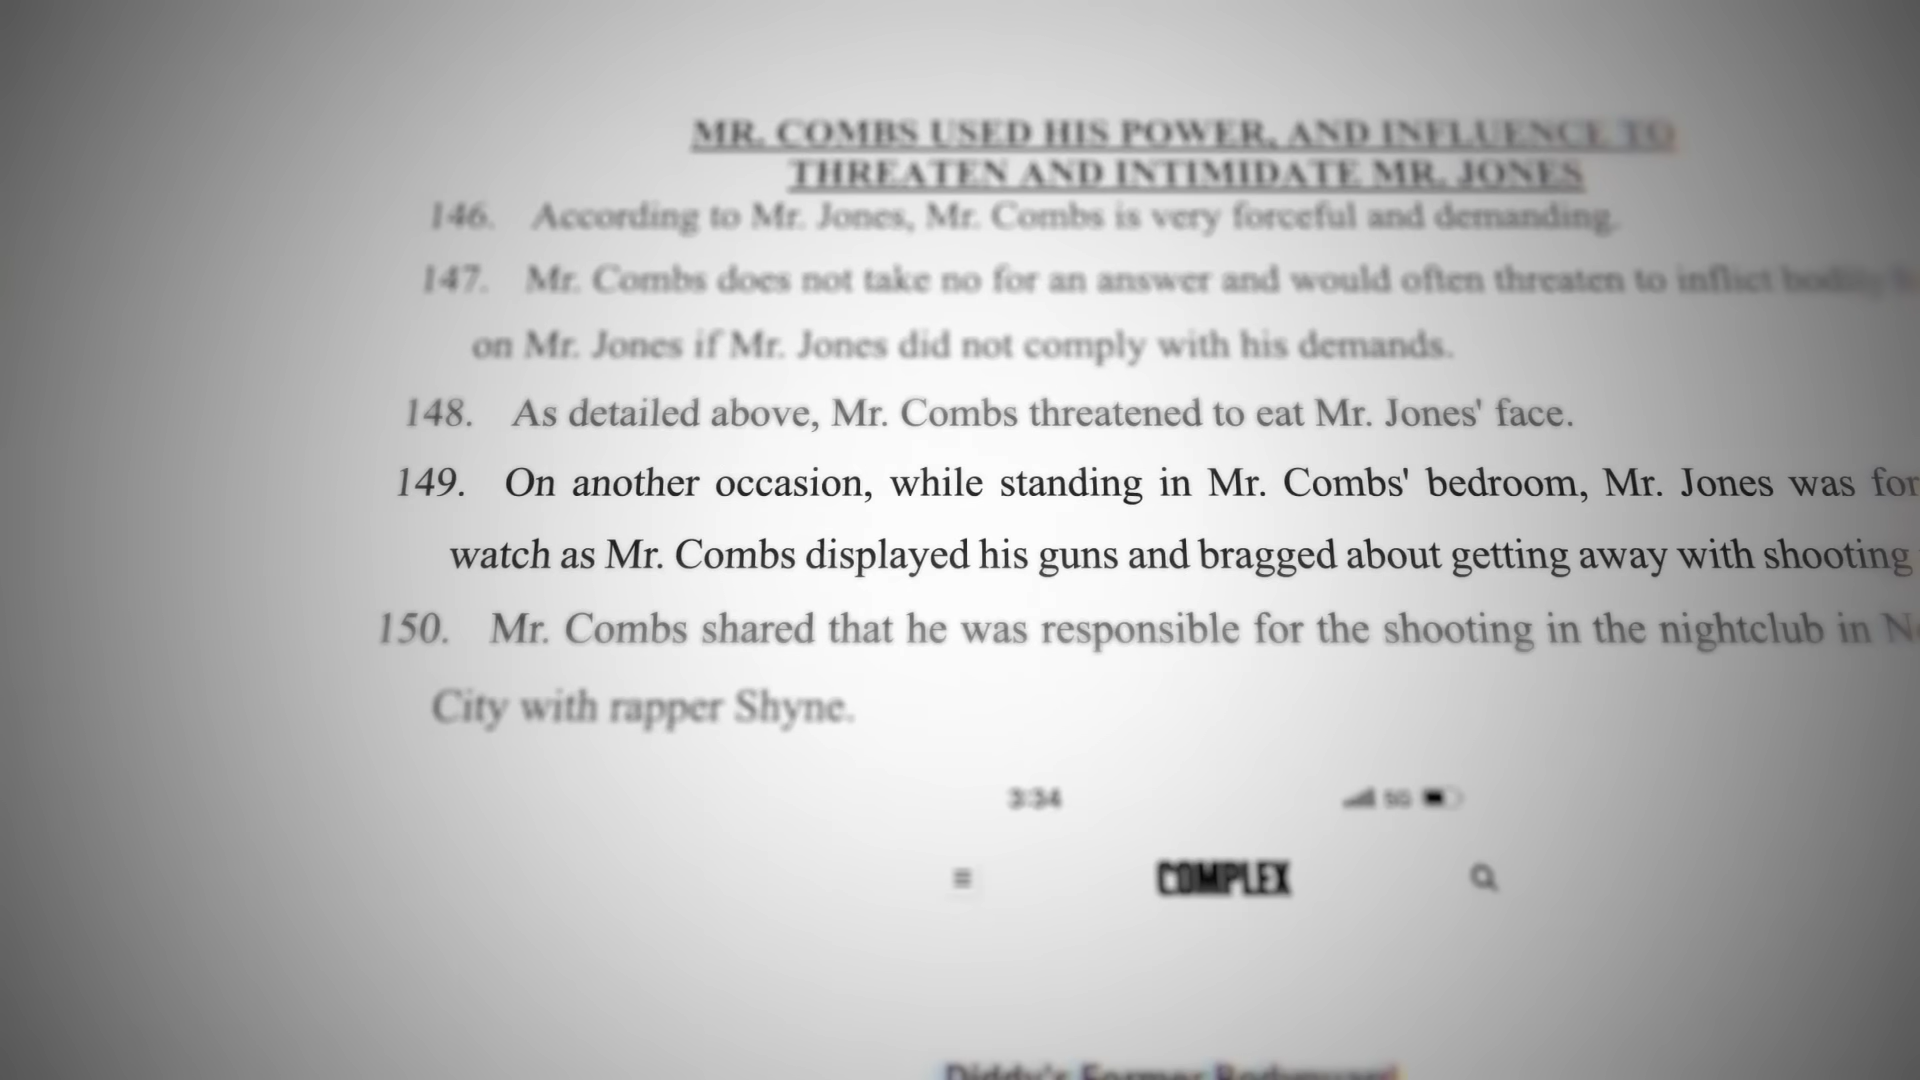 MR. COMBS USED HIS POWER, AND INFLUENCE TO
THREATEN AND INTIMIDATE MR. JONES
146. According to Mr. Jones, Mr. Combs is very forceful and demanding.
147. Mr. Combs does not take no for an answer and would often threaten to inflict bodily
on Mr. Jones if Mr. Jones did not comply with his demands.
148. As detailed above, Mr. Combs threatened to eat Mr. Jones' face.
149. On another occasion, while standing in Mr. Combs' bedroom, Mr. Jones was for
watch as Mr. Combs displayed his guns and bragged about getting away with shooting
150. Mr. Combs shared that he was responsible for the shooting in the nightclub in
City with rapper Shyne.
3:34 5G
COMPLEX
Diddy's Former Bodyguard